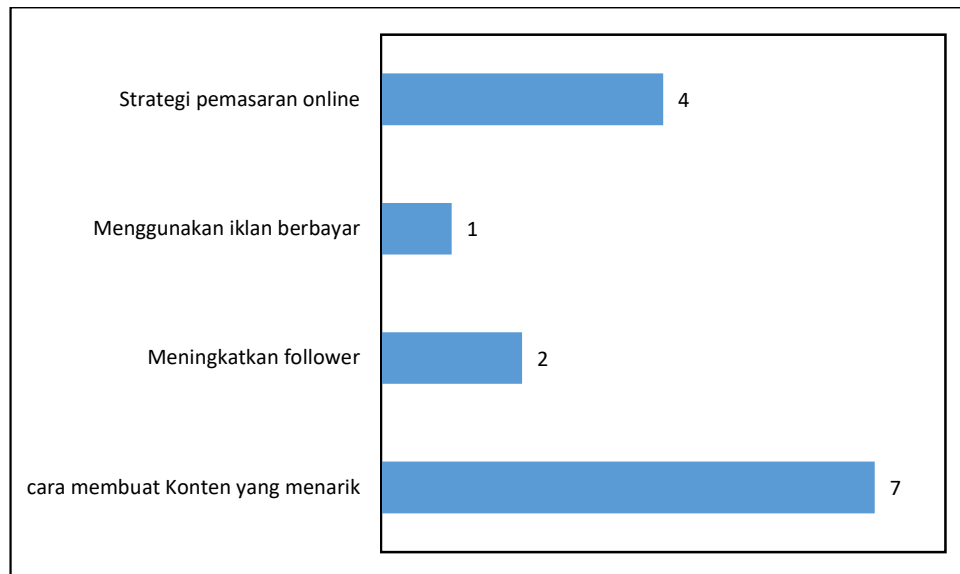 Strategi pemasaran online
4
Menggunakan iklan berbayar
1
Meningkatkan follower
2
cara membuat Konten yang menarik
7